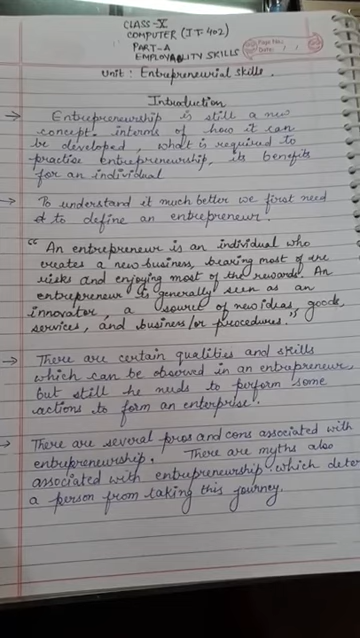 CLASS-X
COMPUTER (IT-402)
PART-A
EMPLOYABILITY SKILLS
Page No.:
Date: / /
Unit: Entrepreneurial skills.
Introduction
→ Entrepreneurship is still a new
concept. interms of how it can
be developed, what is required to
practise entrepreneurship, its benefits
for an individual
→ To understand it much better we first need
to define an entrepreneur.
" An entrepreneur is an individual who
creates a new business, bearing most of the
risks and enjoying most of the rewards. An
entrepreneur is generally seen as an
innovator, a source of new ideas, goods,
services, and business/or procedures."
→ There are certain qualities and skills
which can be observed in an entrepreneur,
but still he needs to perform some
actions to form an enterprise.
→ There are several pros and cons associated with
entrepreneurship. There are myths also
associated with entrepreneurship which deter
a person from taking this journey.